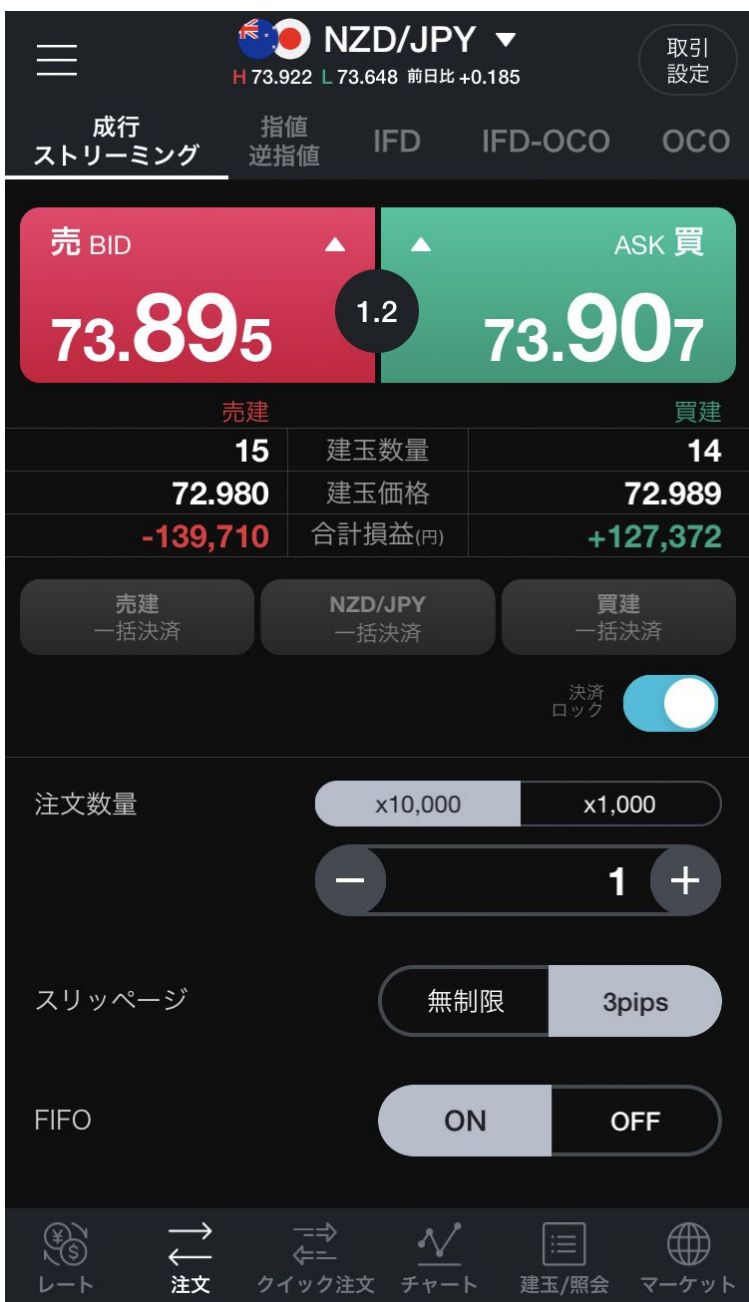 NZD/JPY ▼
H 73.922 L 73.648 前日比 +0.185
取引
設定
成行
ストリーミング
指値
逆指値
IFD
IFD-OCO
OCO
売 BID
ASK 買
73.895
1.2
73.907
売建
買建
15 建玉数量 14
72.980 建玉価格 72.989
-139,710 合計損益(円) +127,372
売建
一括決済
NZD/JPY
一括決済
買建
一括決済
決済
ロック
注文数量
x10,000
x1,000
− 1 +
スリッページ
無制限
3pips
FIFO
ON
OFF
レート
注文
クイック注文
チャート
建玉/照会
マーケット